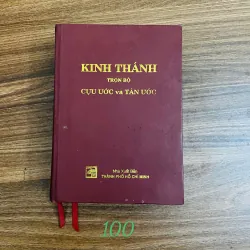 KINH THÁNH
TRỌN BỘ
CỰU ƯỚC và TÂN ƯỚC
Nhà Xuất Bản
THÀNH PHỐ HỒ CHÍ MINH
100